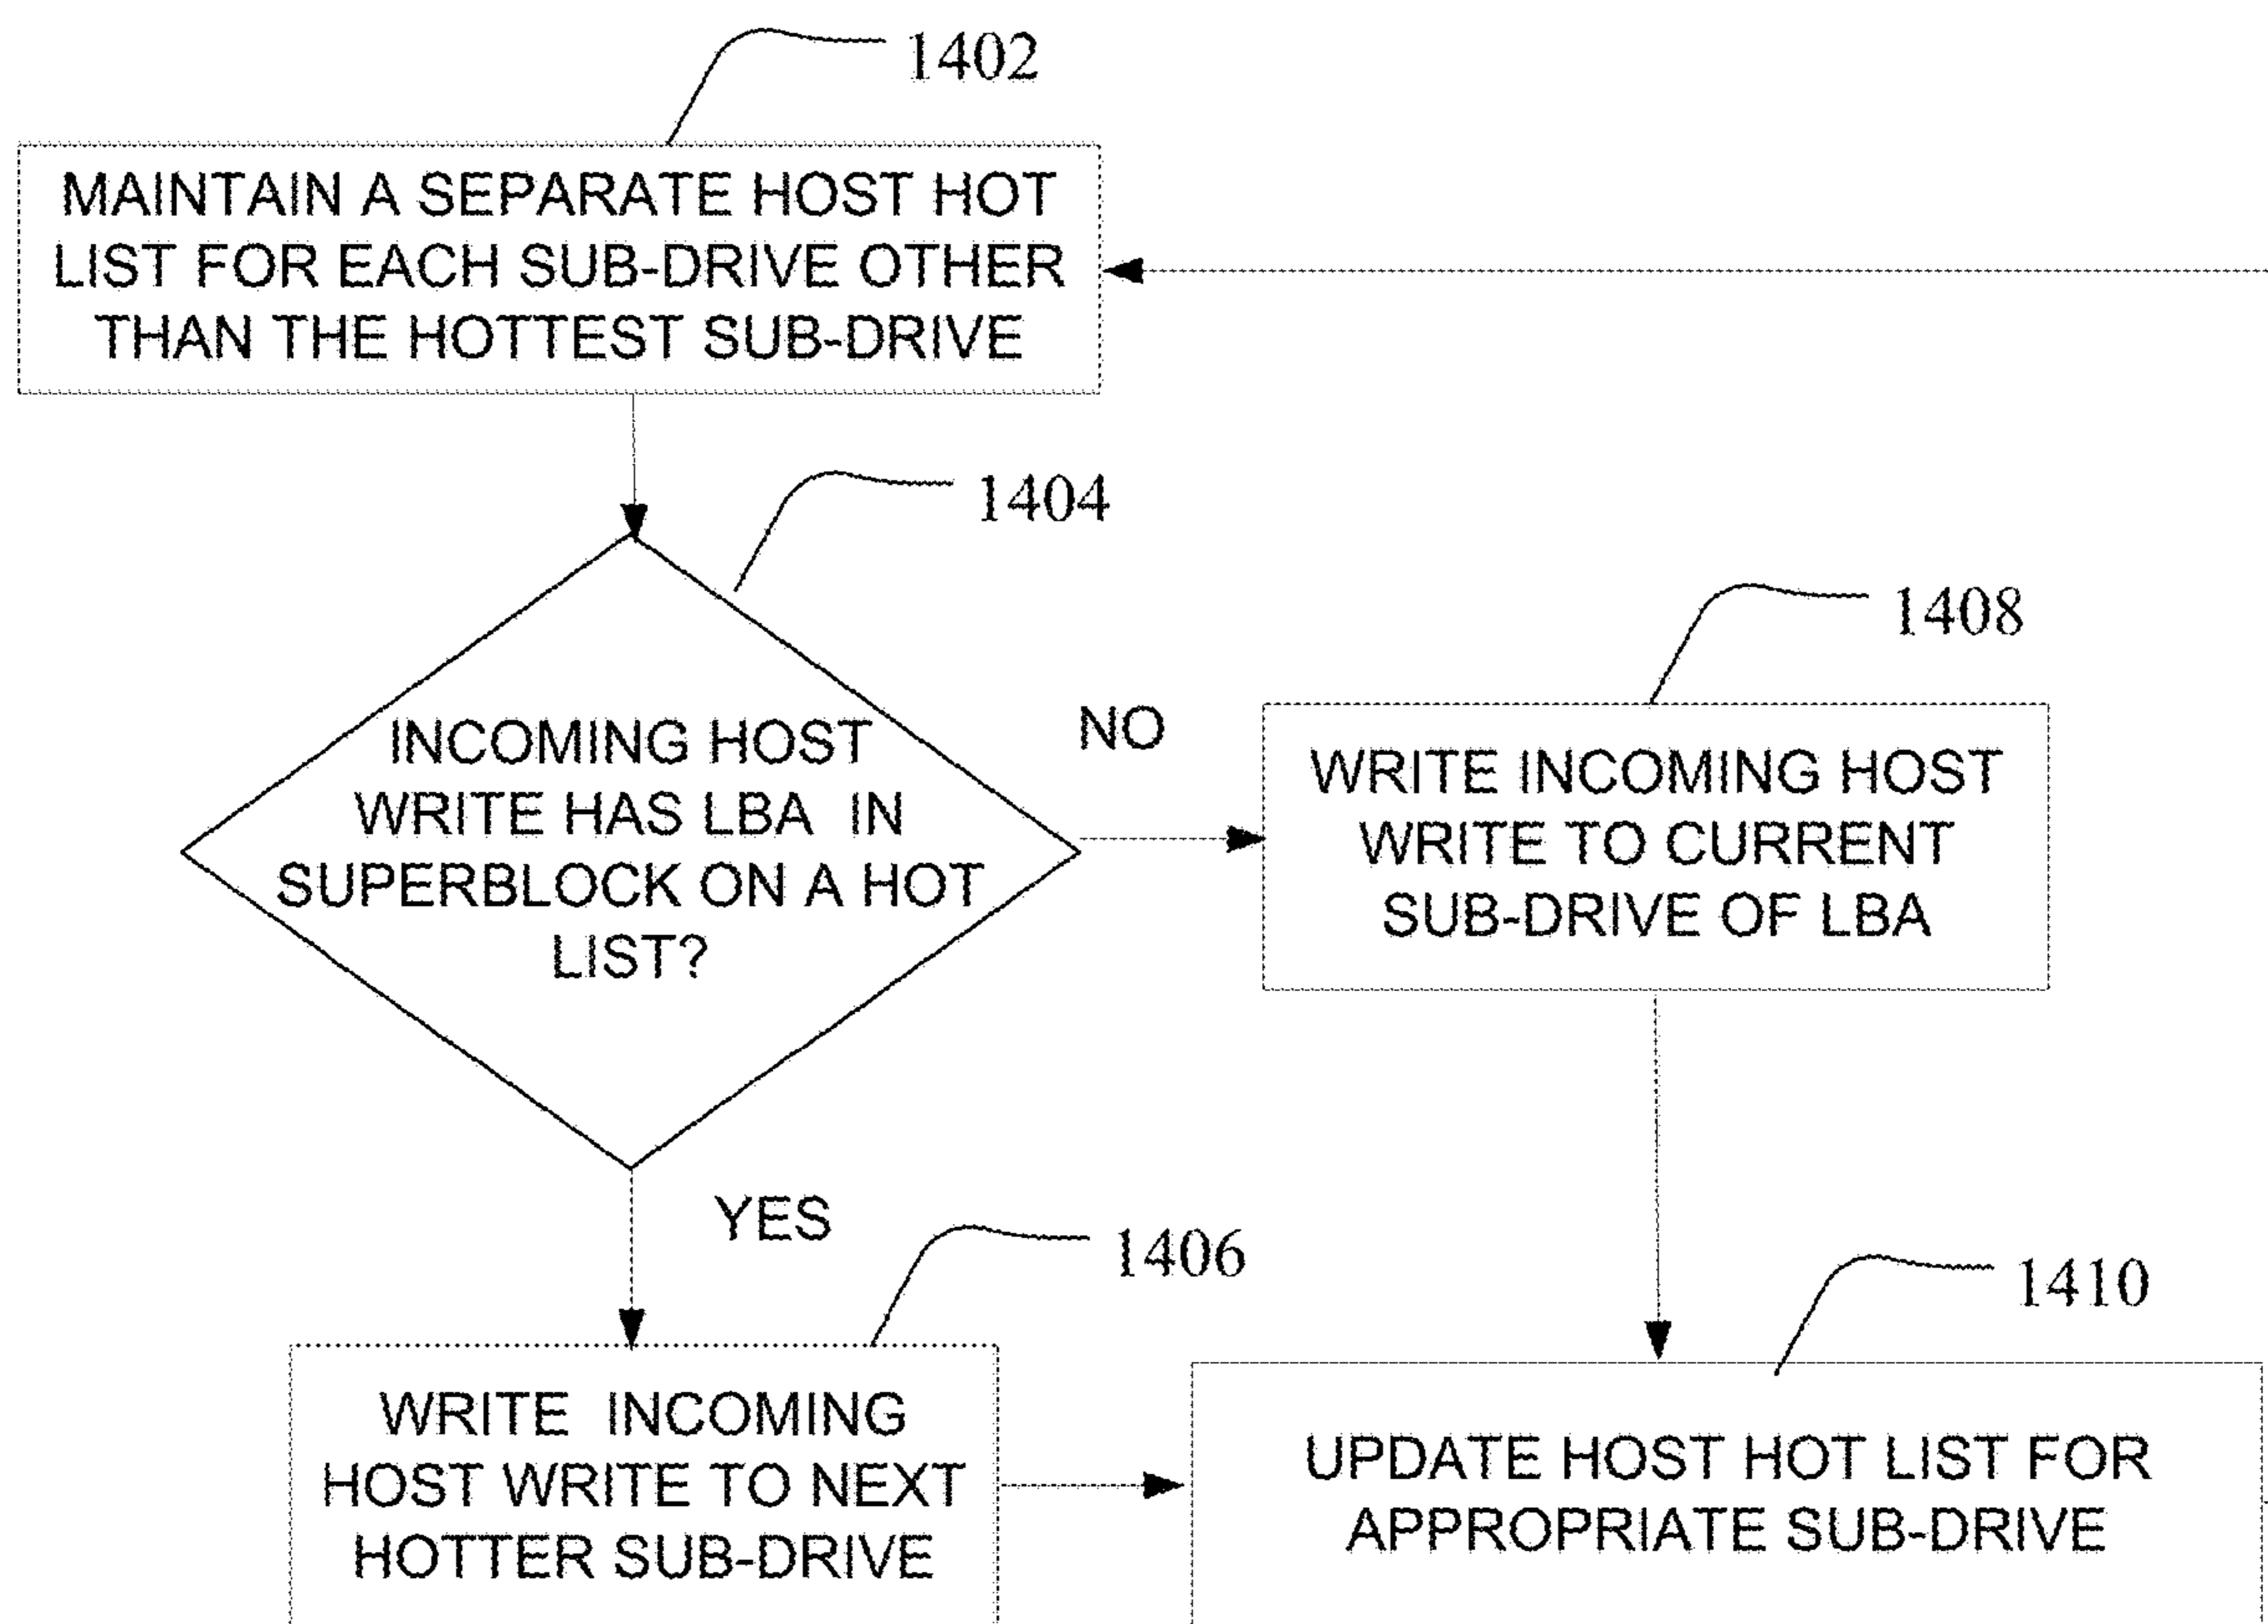 1402
MAINTAIN A SEPARATE HOST HOT
LIST FOR EACH SUB-DRIVE OTHER
THAN THE HOTTEST SUB-DRIVE
1404
INCOMING HOST
WRITE HAS LBA IN
SUPERBLOCK ON A HOT
LIST?
NO
1408
WRITE INCOMING HOST
WRITE TO CURRENT
SUB-DRIVE OF LBA
YES
1406
WRITE INCOMING
HOST WRITE TO NEXT
HOTTER SUB-DRIVE
1410
UPDATE HOST HOT LIST FOR
APPROPRIATE SUB-DRIVE